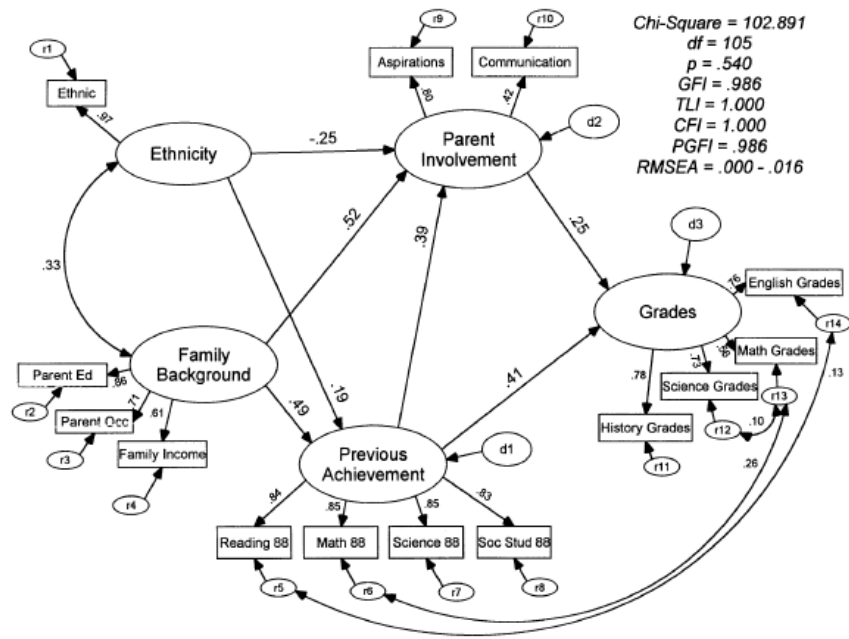 r1
r9
r10
Chi-Square = 102.891
df = 105
p = .540
GFI = .986
TLI = 1.000
CFI = 1.000
PGFI = .986
RMSEA = .000 - .016
Ethnic
Aspirations
Communication
.97
.80
.42
Ethnicity
-.25
Parent
Involvement
d2
.52
.39
.25
d3
.33
Grades
.76
English Grades
r14
Family
Background
Math Grades
Parent Ed
.86
r2
.71
.61
Parent Occ
r3
Family Income
r4
.49
.19
.41
.78
.73
Science Grades
r13
.13
.10
r12
History Grades
r11
.26
Previous
Achievement
d1
.84
.85
.85
.83
Reading 88
Math 88
Science 88
Soc Stud 88
r5
r6
r7
r8